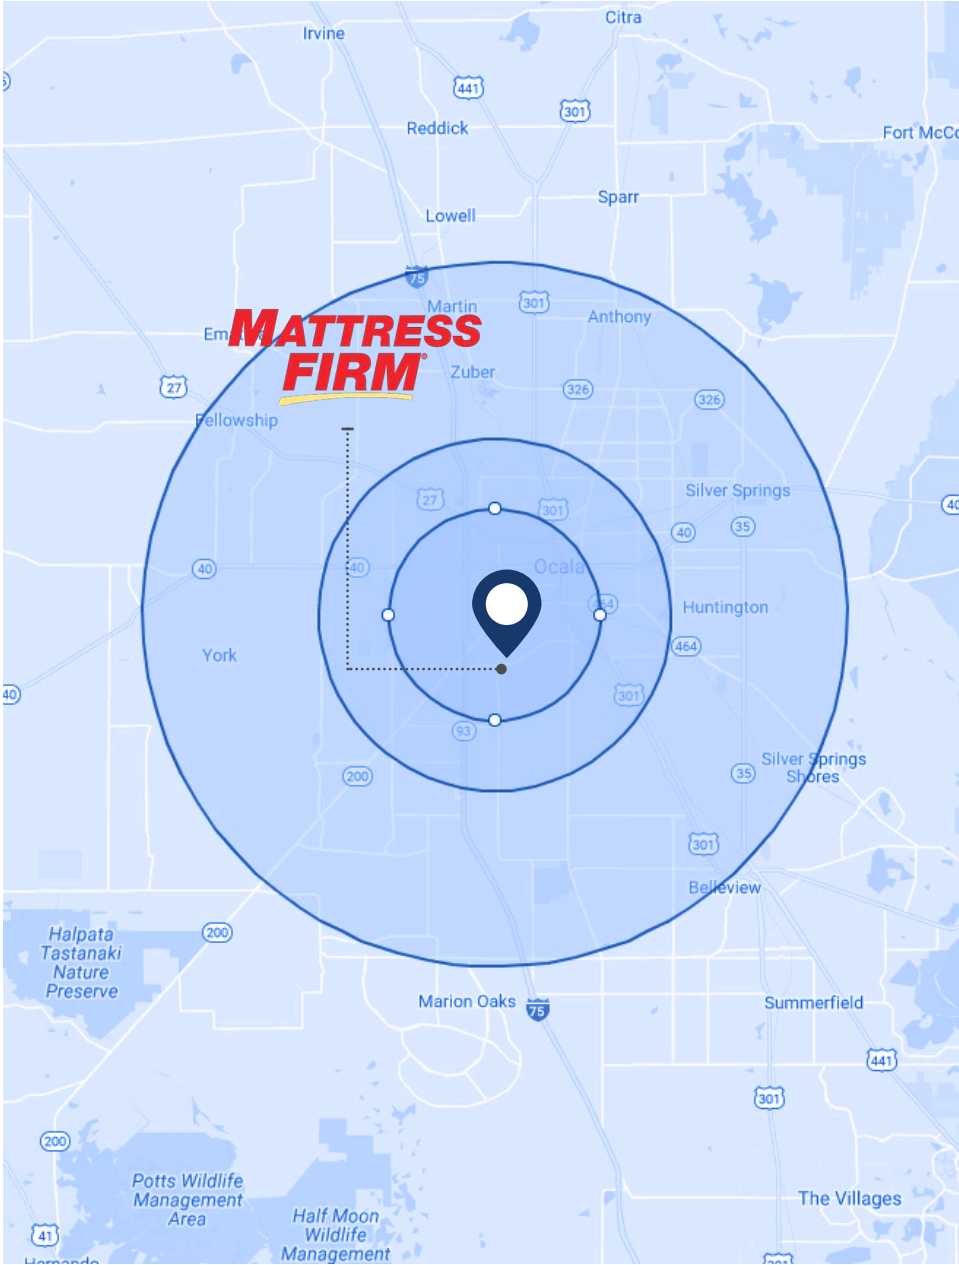 Citra
Irvine
441
301
Reddick
Sparr
Lowell
75
Martin
301
Anthony
MATTRESS
FIRM®
Zuber
27
326
326
Fellowship
Silver Springs
27
301
40
35
40
40
Ocala
40
464
Huntington
464
York
40
301
93
Silver Springs
Shores
200
35
301
Belleview
200
Halpata
Tastanaki
Nature
Preserve
Marion Oaks
75
Summerfield
441
301
200
Potts Wildlife
Management
Area
The Villages
Half Moon
Wildlife
Management
41
301